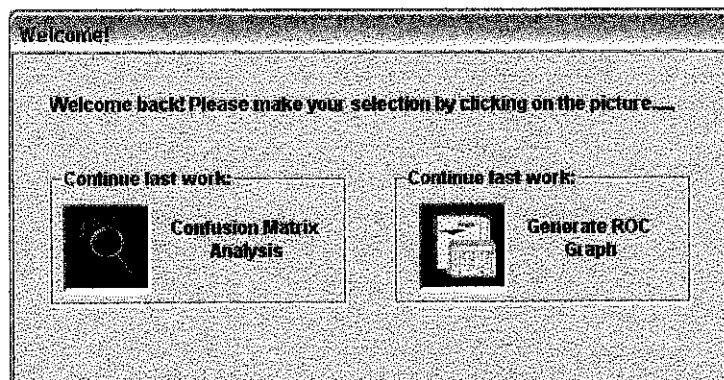 Welcome!
Welcome back! Please make your selection by clicking on the picture.....
Continue last work:
Confusion Matrix
Analysis
Continue last work:
Generate ROC
Graph